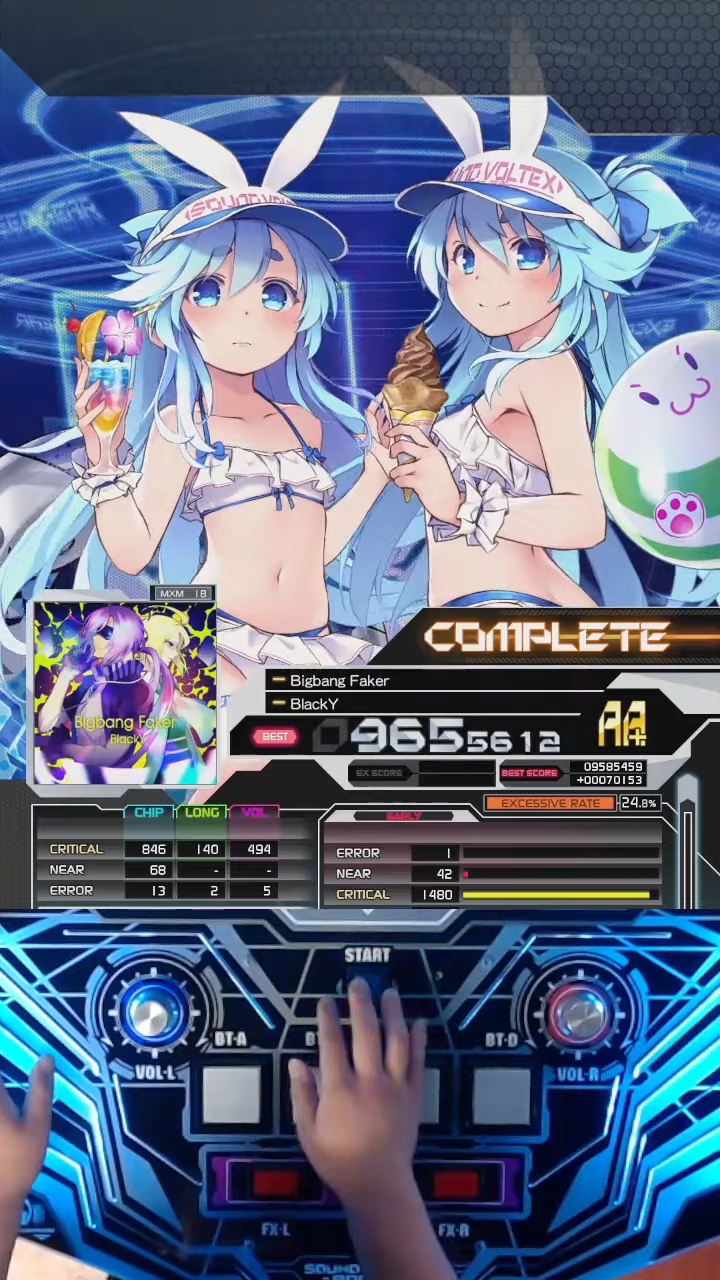 SOUND VOLTEX
MXM 18
COMPLETE
Bigbang Faker
BlackY
Bigbang Faker
BlackY
BEST
9655612
AA+
EX SCORE
BEST SCORE
09585459
+00070153
EXCESSIVE RATE 24.8%
CHIP LONG VOL
CRITICAL 846 140 494
NEAR 68 - -
ERROR 13 2 5
EARLY
ERROR 1
NEAR 42
CRITICAL 1480
START
BT-A
BT-D
VOL-L
VOL-R
FX-L
FX-R
SOUND